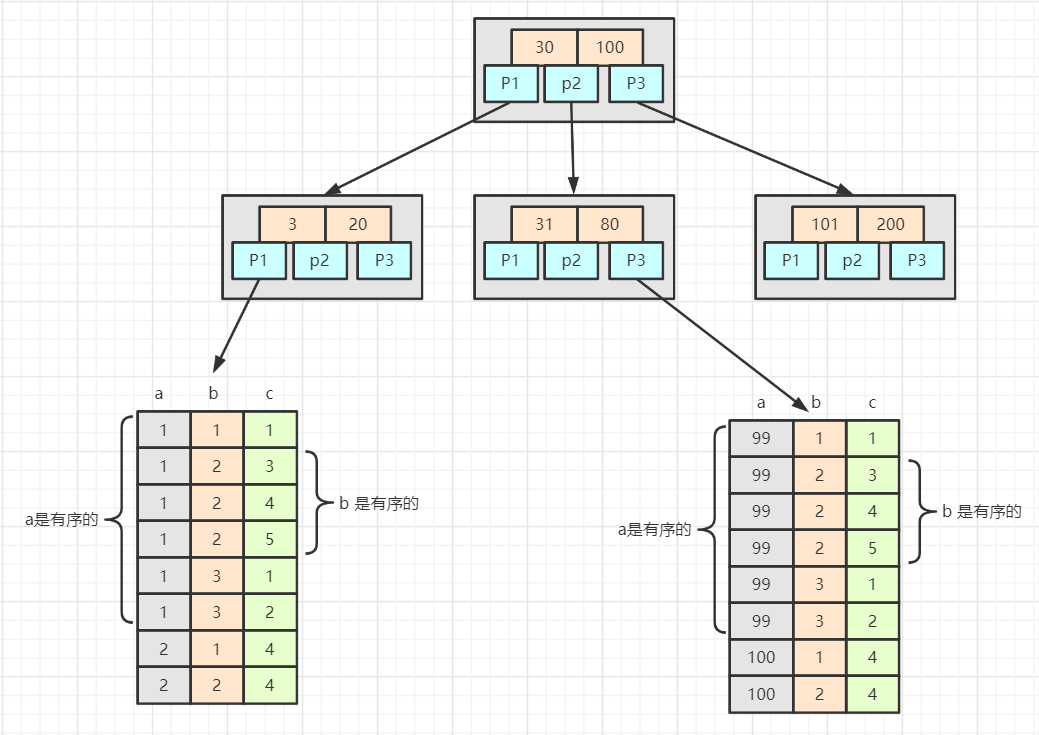 30 100
P1 p2 P3
3 20
P1 p2 P3
31 80
P1 p2 P3
101 200
P1 p2 P3
a b c
1 1 1
1 2 3
1 2 4
1 2 5
1 3 1
1 3 2
2 1 4
2 2 4
a是有序的
b 是有序的
a b c
99 1 1
99 2 3
99 2 4
99 2 5
99 3 1
99 3 2
100 1 4
100 2 4
a是有序的
b 是有序的